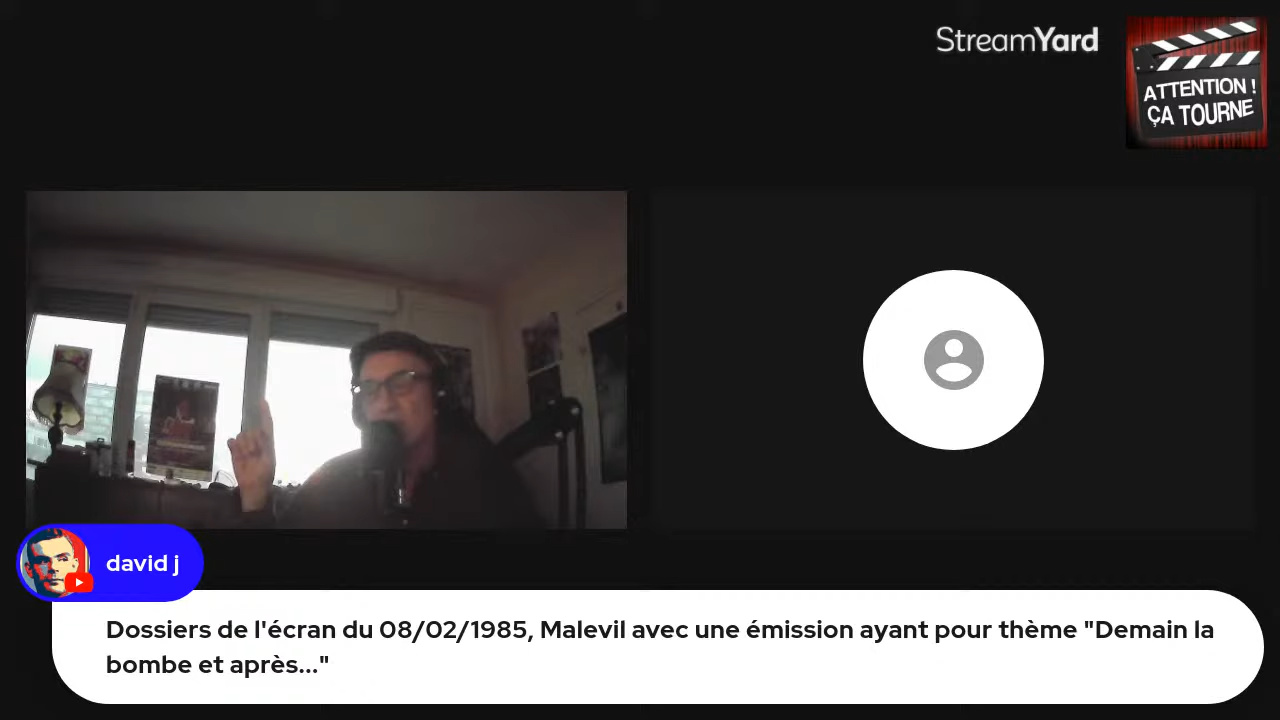 StreamYard
ATTENTION !
ÇA TOURNE
david j
Dossiers de l'écran du 08/02/1985, Malevil avec une émission ayant pour thème "Demain la
bombe et après..."